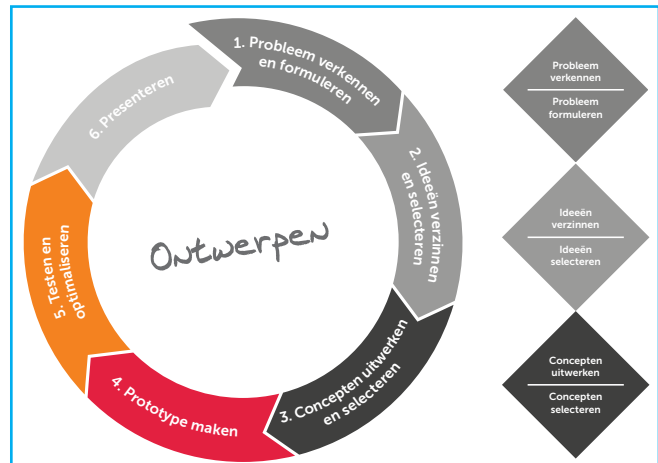 1. Probleem verkennen
en formuleren
2. Ideeën verzinnen
en selecteren
3. Concepten uitwerken
en selecteren
4. Prototype maken
5. Testen en
optimaliseren
6. Presenteren
Ontwerpen
Probleem
verkennen
Probleem
formuleren
Ideeën
verzinnen
Ideeën
selecteren
Concepten
uitwerken
Concepten
selecteren